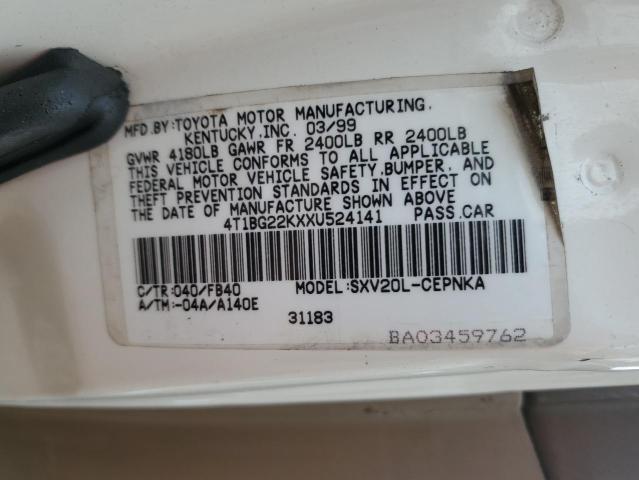 MFD.BY:TOYOTA MOTOR MANUFACTURING,
KENTUCKY,INC. 03/99
GVWR 4180LB GAWR FR 2400LB RR 2400LB
THIS VEHICLE CONFORMS TO ALL APPLICABLE
FEDERAL MOTOR VEHICLE SAFETY,BUMPER, AND
THEFT PREVENTION STANDARDS IN EFFECT ON
THE DATE OF MANUFACTURE SHOWN ABOVE
4T1BG22KXXU524141 PASS.CAR
C/TR:040/FB40 MODEL:SXV20L-CEPNKA
A/TM:-04A/A140E
31183
BA03459762